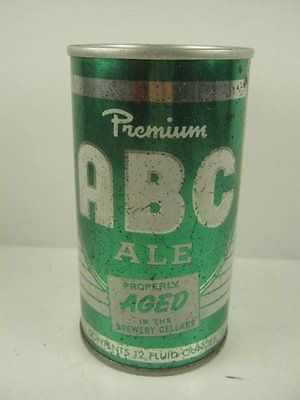 Premium
ABC
ALE
PROPERLY
AGED
IN THE
BREWERY CELLARS
CONTENTS 12 FLUID OUNCES